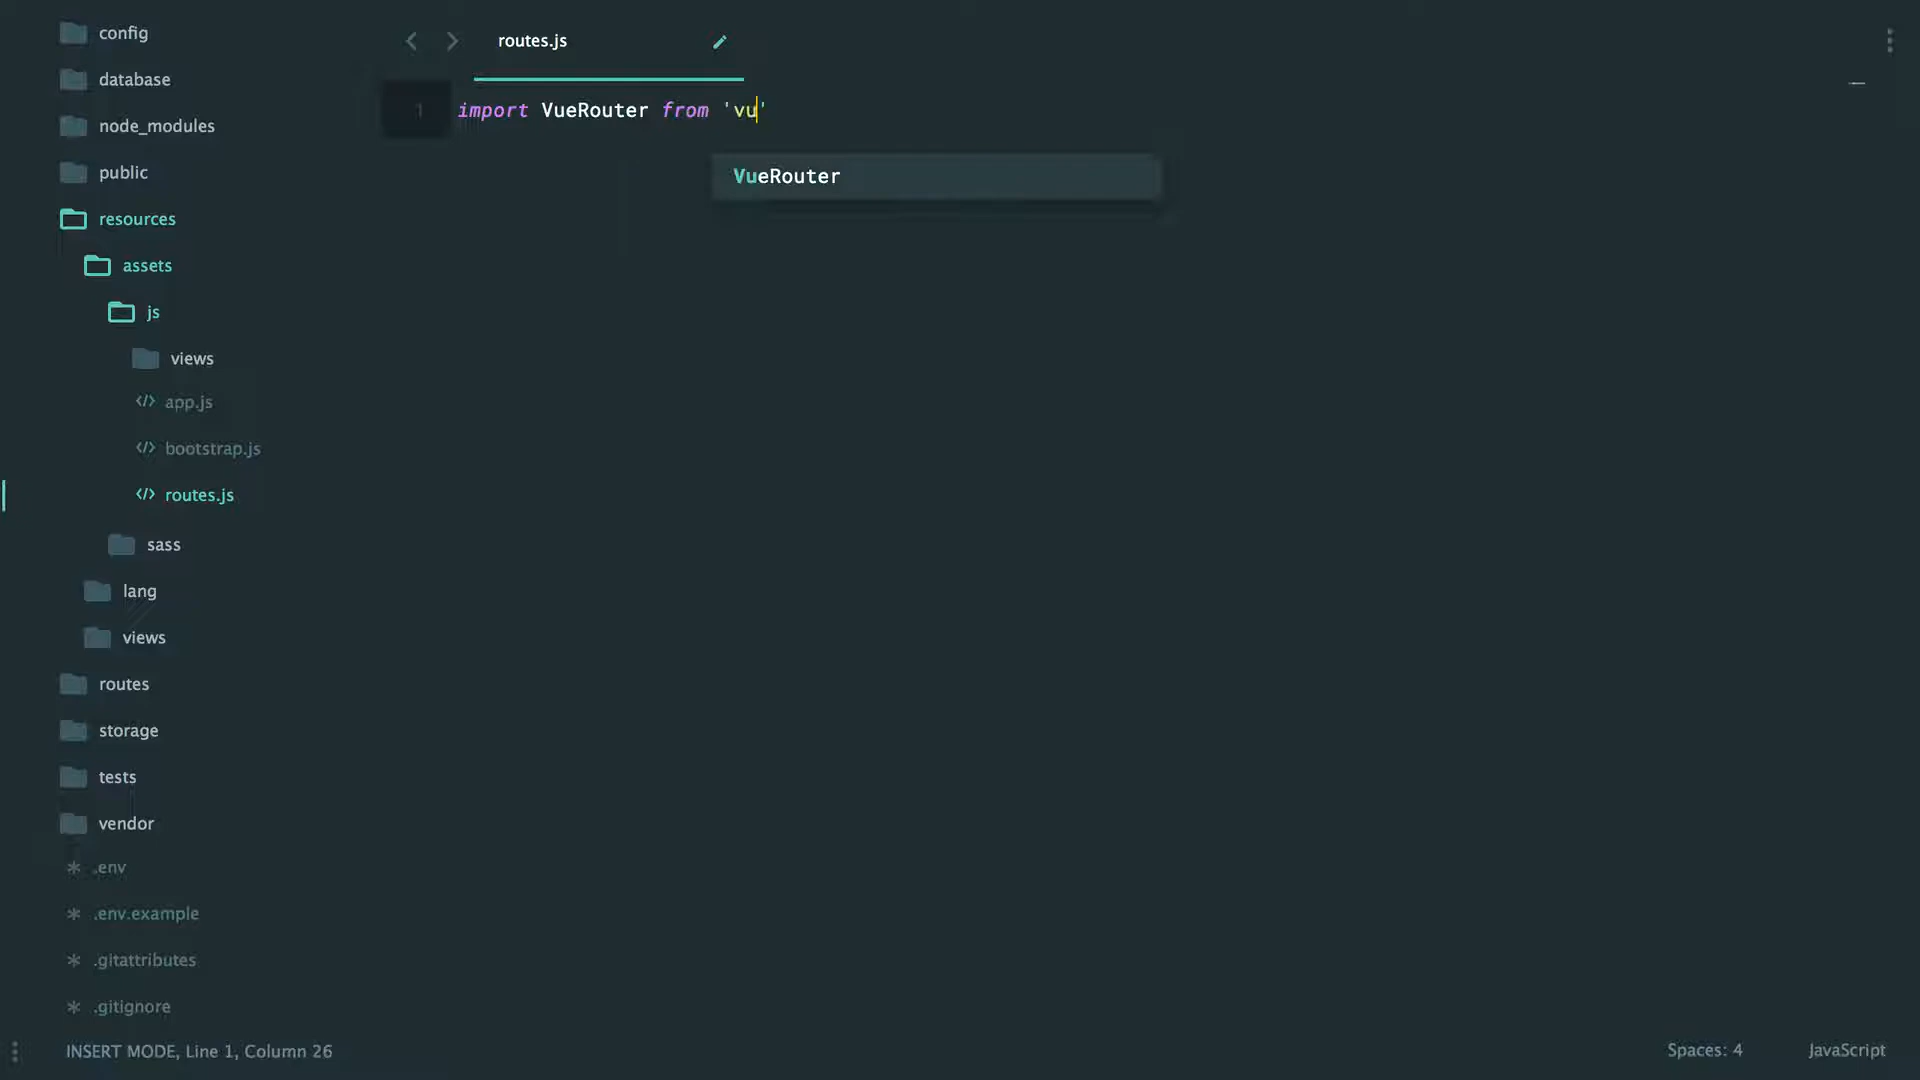 config
database
node_modules
public
resources
assets
js
views
</> app.js
</> bootstrap.js
</> routes.js
sass
lang
views
routes
storage
tests
vendor
* .env
* .env.example
* .gitattributes
* .gitignore
routes.js
1 import VueRouter from 'vu'
VueRouter
INSERT MODE, Line 1, Column 26
Spaces: 4
JavaScript